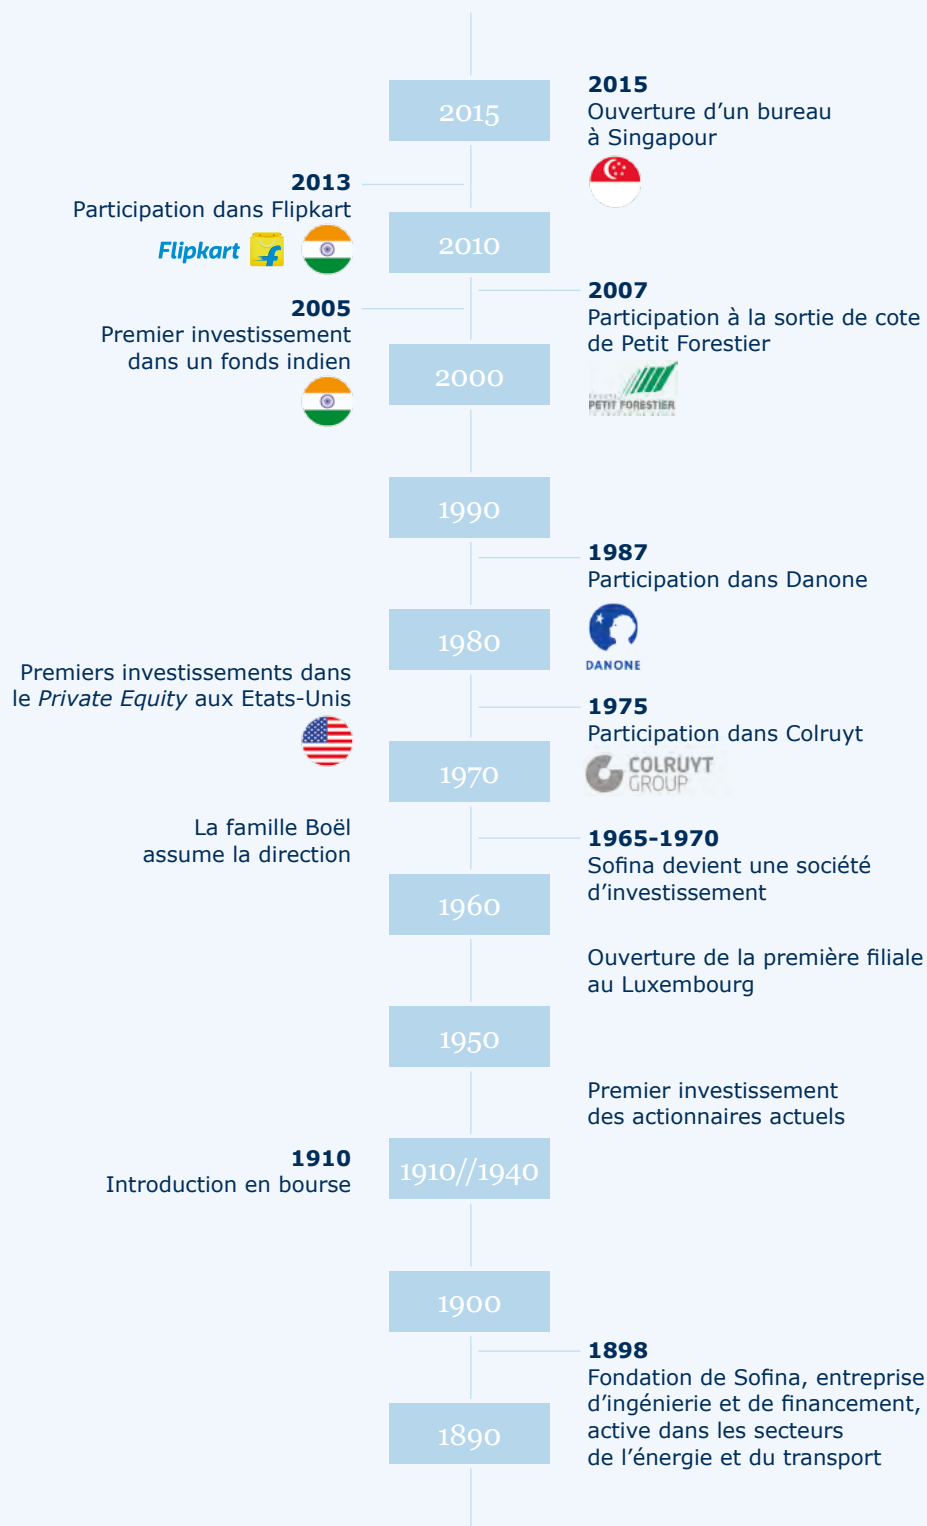 2015
2015
Ouverture d’un bureau
à Singapour
2013
Participation dans Flipkart
Flipkart
2010
2007
Participation à la sortie de cote
de Petit Forestier
PETIT FORESTIER
2005
Premier investissement
dans un fonds indien
2000
1990
1987
Participation dans Danone
DANONE
1980
Premiers investissements dans
le Private Equity aux Etats-Unis
1975
Participation dans Colruyt
COLRUYT
GROUP
1970
La famille Boël
assume la direction
1965-1970
Sofina devient une société
d’investissement
1960
Ouverture de la première filiale
au Luxembourg
1950
Premier investissement
des actionnaires actuels
1910
Introduction en bourse
1910//1940
1900
1898
Fondation de Sofina, entreprise
d’ingénierie et de financement,
active dans les secteurs
de l’énergie et du transport
1890